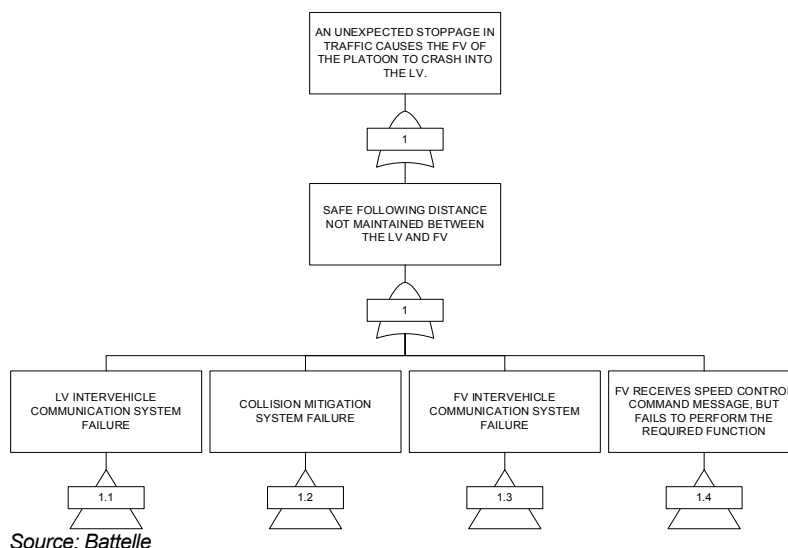 AN UNEXPECTED STOPPAGE IN
TRAFFIC CAUSES THE FV OF
THE PLATOON TO CRASH INTO
THE LV.
1
SAFE FOLLOWING DISTANCE
NOT MAINTAINED BETWEEN
THE LV AND FV
1
LV INTERVEHICLE
COMMUNICATION SYSTEM
FAILURE
COLLISION MITIGATION
SYSTEM FAILURE
FV INTERVEHICLE
COMMUNICATION SYSTEM
FAILURE
FV RECEIVES SPEED CONTROL
COMMAND MESSAGE, BUT
FAILS TO PERFORM THE
REQUIRED FUNCTION
1.1
1.2
1.3
1.4
Source: Battelle